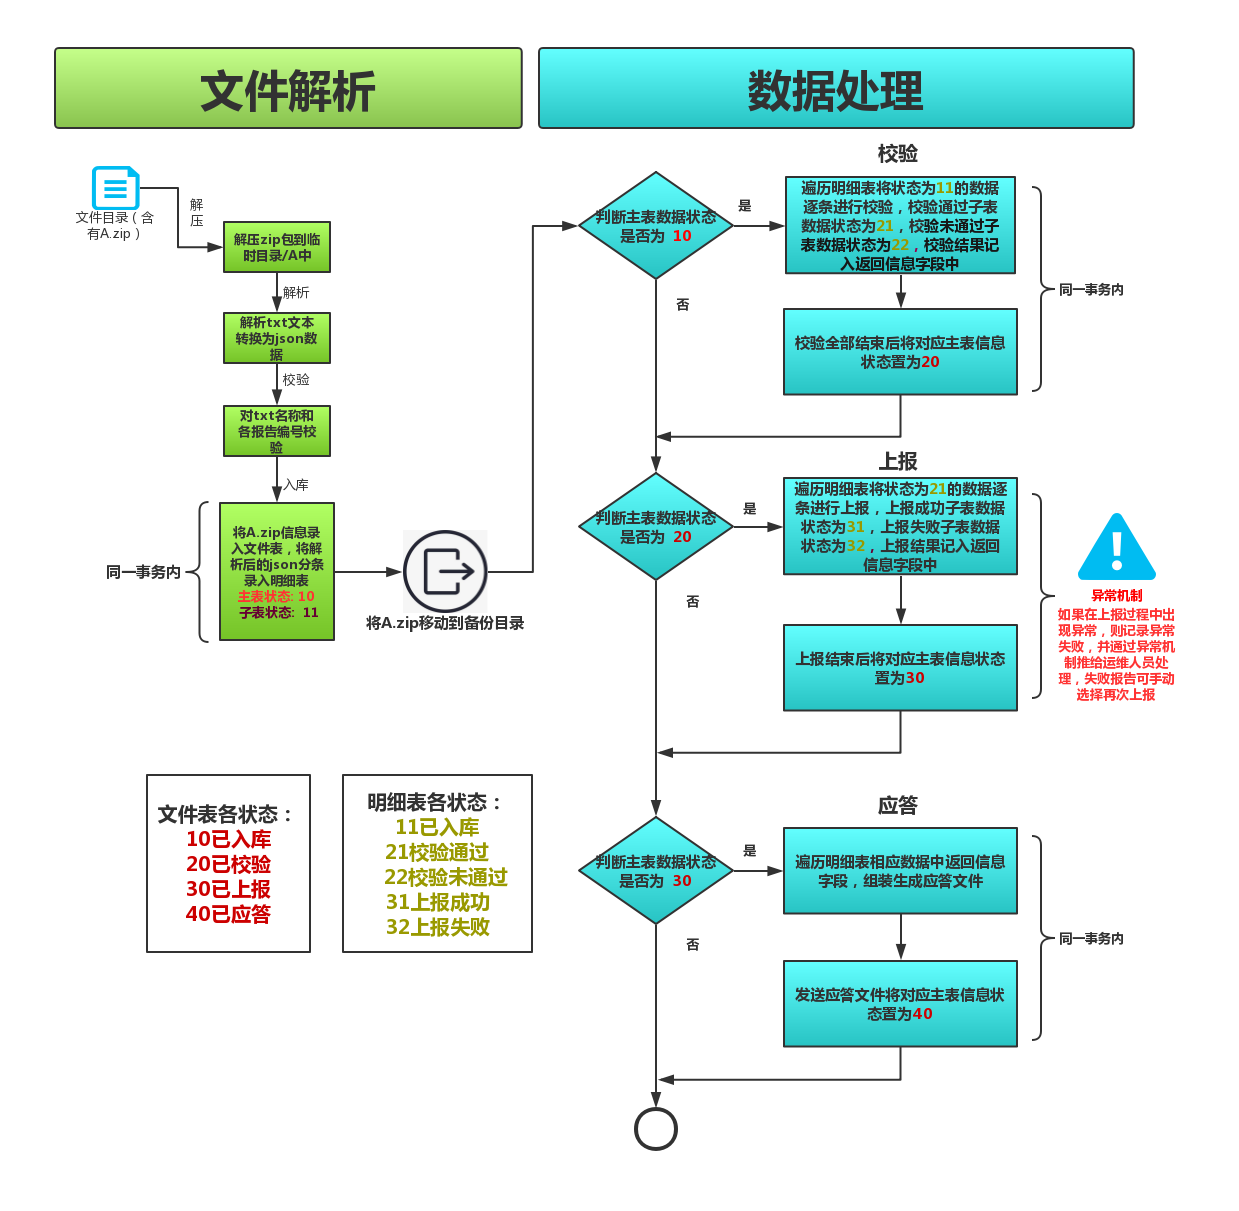 文件解析
数据处理
文件目录（含
有A.zip）
解
压
解压zip包到临
时目录/A中
解析
解析txt文本
转换为json数
据
校验
对txt名称和
各报告编号校
验
入库
将A.zip信息录
入文件表，将解
析后的json分条
录入明细表
主表状态: 10
子表状态: 11
同一事务内
将A.zip移动到备份目录
文件表各状态：
10已入库
20已校验
30已上报
40已应答
明细表各状态：
11已入库
21校验通过
22校验未通过
31上报成功
32上报失败
校验
判断主表数据状态
是否为 10
是
否
遍历明细表将状态为11的数据
逐条进行校验，校验通过子表
数据状态为21，校验未通过子
表数据状态为22，校验结果记
入返回信息字段中
校验全部结束后将对应主表信息
状态置为20
同一事务内
上报
判断主表数据状态
是否为 20
是
否
遍历明细表将状态为21的数据逐
条进行上报，上报成功子表数据
状态为31，上报失败子表数据
状态为32，上报结果记入返回
信息字段中
上报结束后将对应主表信息状态
置为30
异常机制
如果在上报过程中出
现异常，则记录异常
失败，并通过异常机
制推给运维人员处
理，失败报告可手动
选择再次上报
应答
判断主表数据状态
是否为 30
是
否
遍历明细表相应数据中返回信息
字段，组装生成应答文件
发送应答文件将对应主表信息状
态置为40
同一事务内